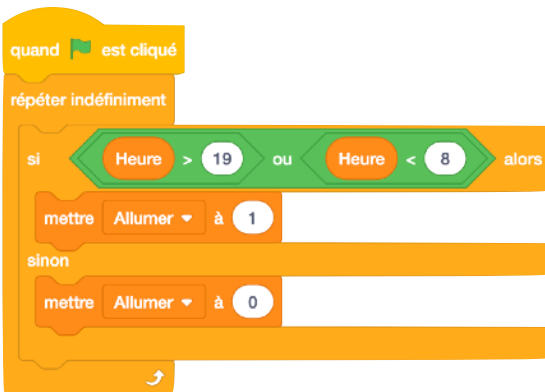 quand est cliqué
répéter indéfiniment
si Heure > 19 ou Heure < 8 alors
mettre Allumer à 1
sinon
mettre Allumer à 0